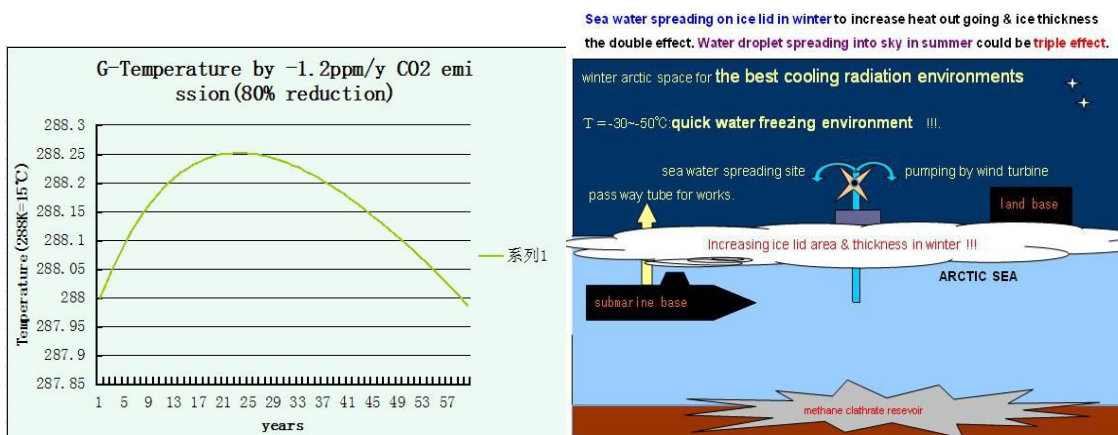 G-Temperature by -1.2ppm/y CO2 emi
ssion(80% reduction)
Temperature(288K=15℃)
288.3
288.25
288.2
288.15
288.1
288.05
288
287.95
287.9
287.85
1 5 9 13 17 21 25 29 33 37 41 45 49 53 57
years
系列1
Sea water spreading on ice lid in winter to increase heat out going & ice thickness
the double effect. Water droplet spreading into sky in summer could be triple effect.
winter arctic space for the best cooling radiation environments
T=-30~-50℃:quick water freezing environment !!!.
sea water spreading site
pumping by wind turbine
pass way tube for works.
land base
Increasing ice lid area & thickness in winter !!!
ARCTIC SEA
submarine base
methane clathrate resevoir